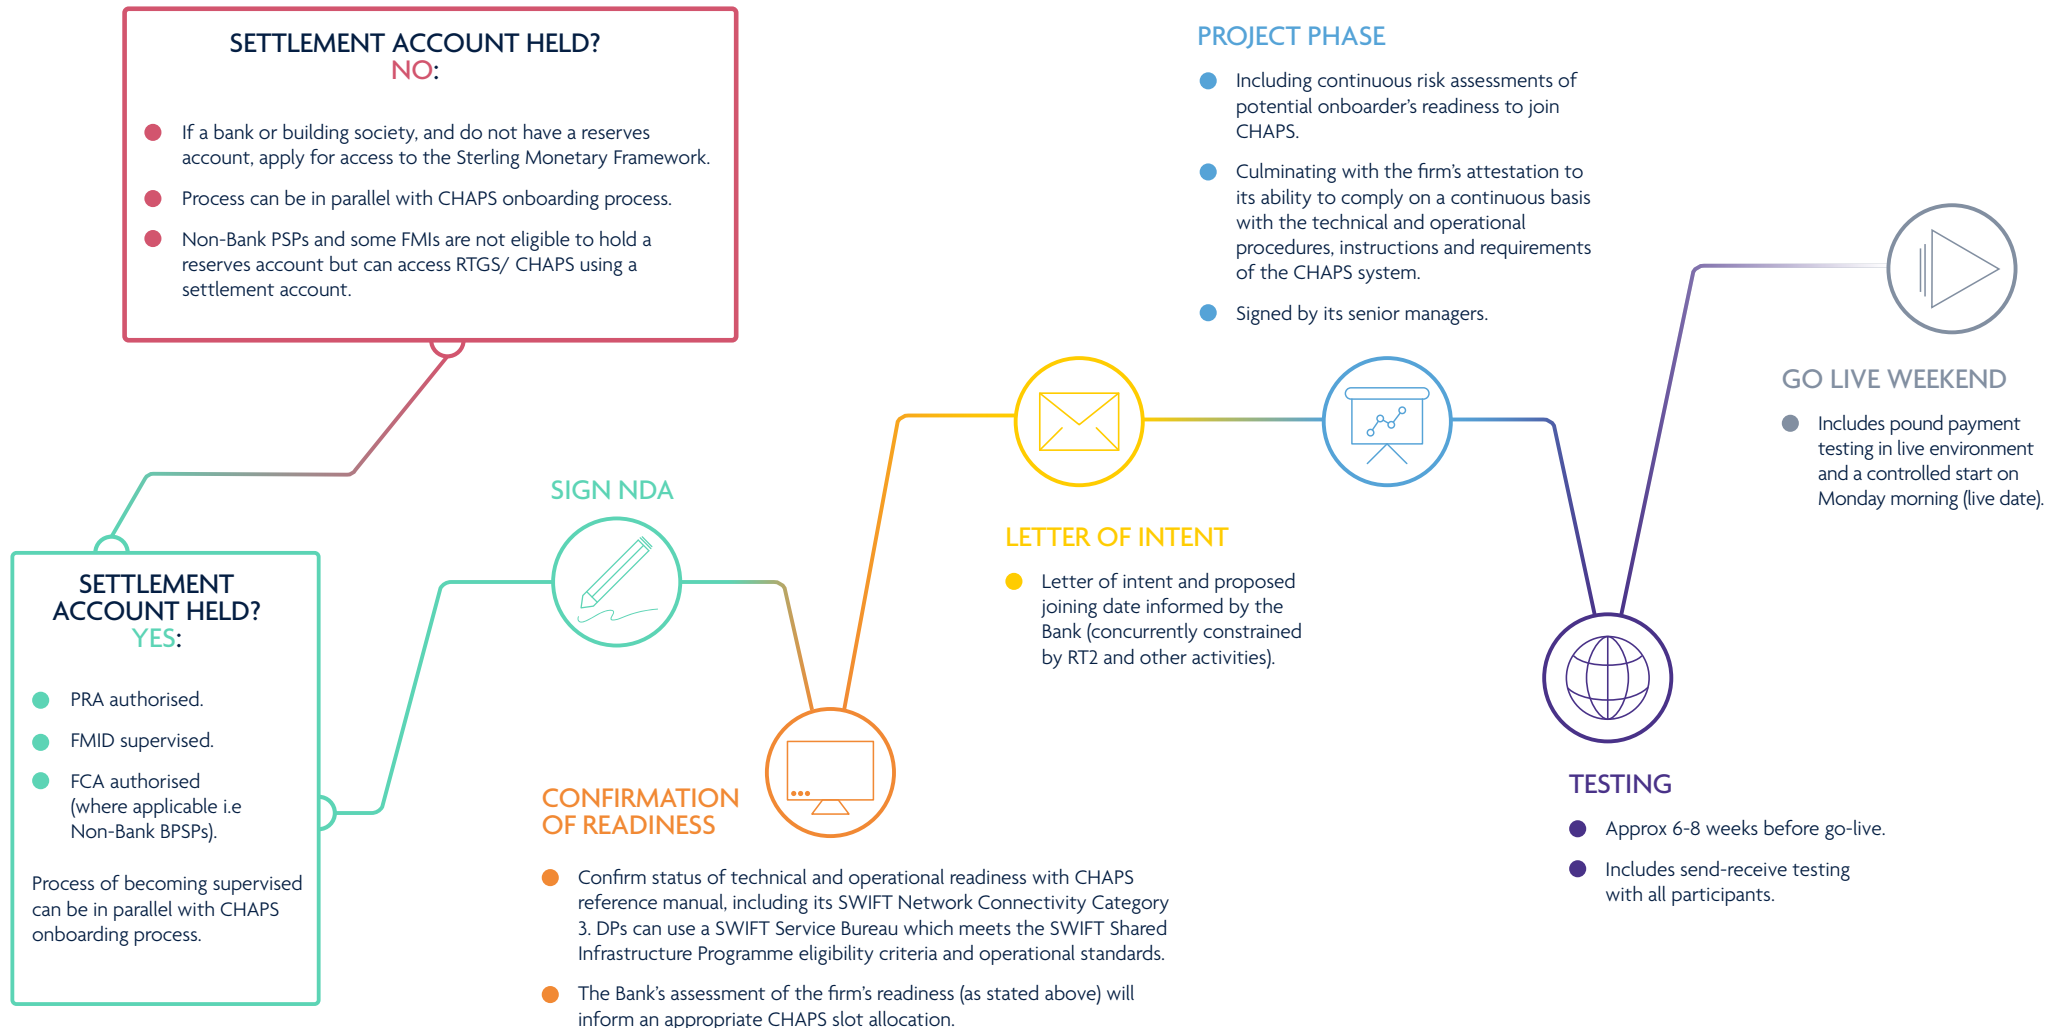 SETTLEMENT ACCOUNT HELD?
NO:
If a bank or building society, and do not have a reserves
account, apply for access to the Sterling Monetary Framework.
Process can be in parallel with CHAPS onboarding process.
Non-Bank PSPs and some FMIs are not eligible to hold a
reserves account but can access RTGS/ CHAPS using a
settlement account.
SETTLEMENT
ACCOUNT HELD?
YES:
PRA authorised.
FMID supervised.
FCA authorised
(where applicable i.e
Non-Bank BPSPs).
Process of becoming supervised
can be in parallel with CHAPS
onboarding process.
SIGN NDA
CONFIRMATION
OF READINESS
Confirm status of technical and operational readiness with CHAPS
reference manual, including its SWIFT Network Connectivity Category
3. DPs can use a SWIFT Service Bureau which meets the SWIFT Shared
Infrastructure Programme eligibility criteria and operational standards.
The Bank's assessment of the firm's readiness (as stated above) will
inform an appropriate CHAPS slot allocation.
LETTER OF INTENT
Letter of intent and proposed
joining date informed by the
Bank (concurrently constrained
by RT2 and other activities).
PROJECT PHASE
Including continuous risk assessments of
potential onboarder's readiness to join
CHAPS.
Culminating with the firm's attestation to
its ability to comply on a continuous basis
with the technical and operational
procedures, instructions and requirements
of the CHAPS system.
Signed by its senior managers.
TESTING
Approx 6-8 weeks before go-live.
Includes send-receive testing
with all participants.
GO LIVE WEEKEND
Includes pound payment
testing in live environment
and a controlled start on
Monday morning (live date).